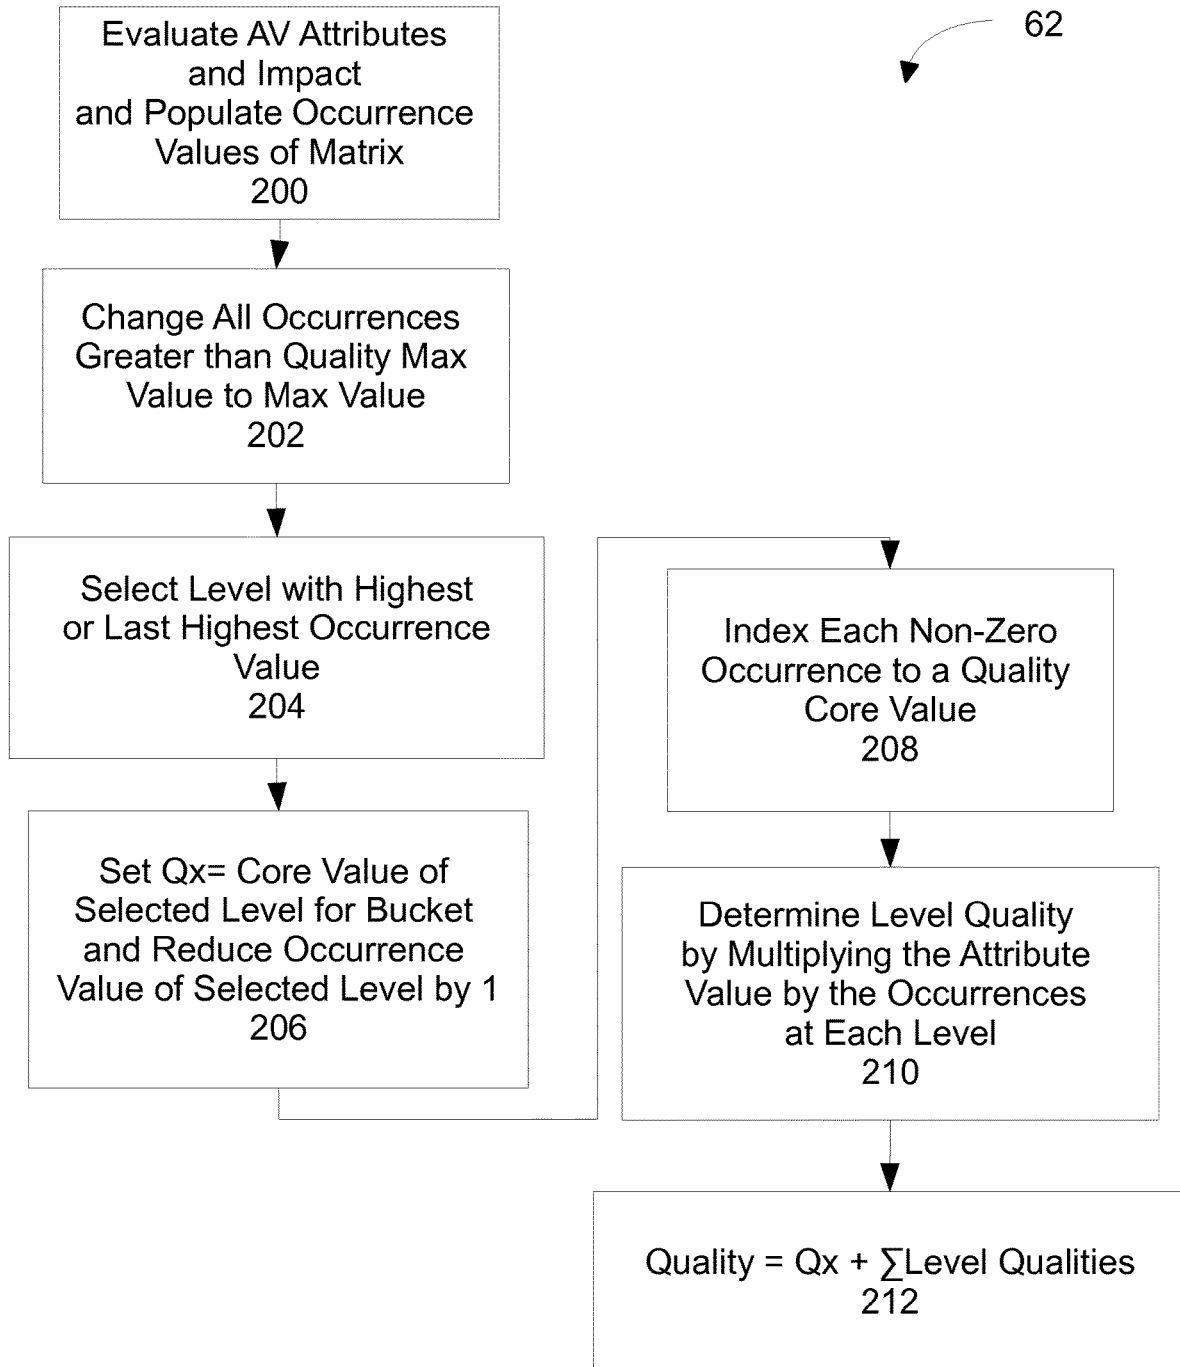 62
Evaluate AV Attributes
and Impact
and Populate Occurrence
Values of Matrix
200
Change All Occurrences
Greater than Quality Max
Value to Max Value
202
Select Level with Highest
or Last Highest Occurrence
Value
204
Set Qx= Core Value of
Selected Level for Bucket
and Reduce Occurrence
Value of Selected Level by 1
206
Index Each Non-Zero
Occurrence to a Quality
Core Value
208
Determine Level Quality
by Multiplying the Attribute
Value by the Occurrences
at Each Level
210
Quality = Qx + ∑Level Qualities
212